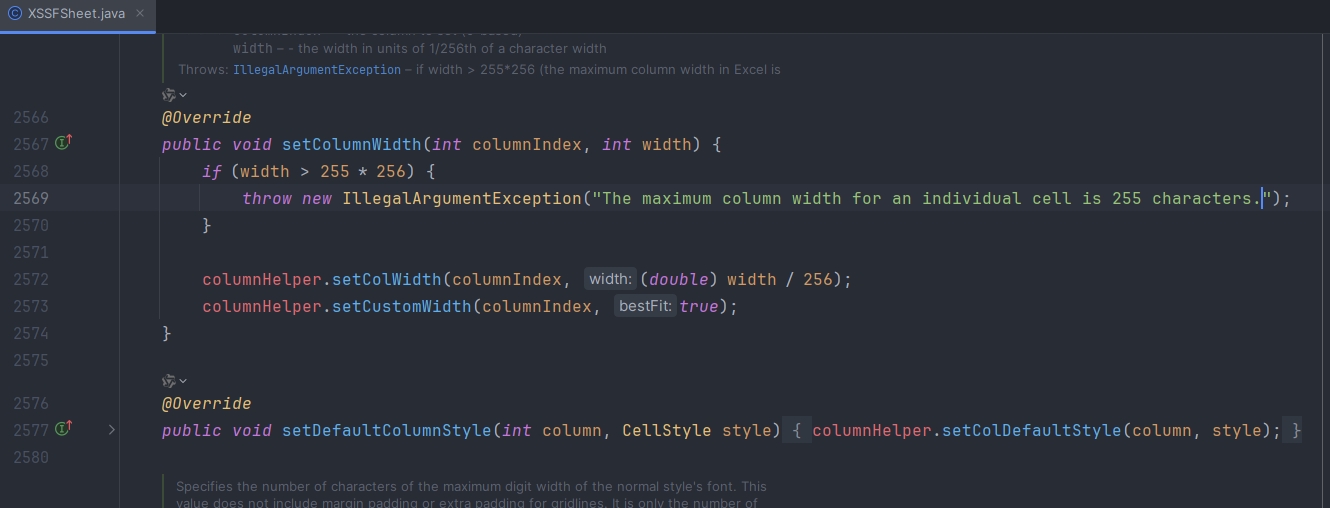 XSSFSheet.java
width – - the width in units of 1/256th of a character width
Throws: IllegalArgumentException – if width > 255*256 (the maximum column width in Excel is
2566 @Override
2567 public void setColumnWidth(int columnIndex, int width) {
2568 if (width > 255 * 256) {
2569 throw new IllegalArgumentException("The maximum column width for an individual cell is 255 characters.");
2570 }
2571
2572 columnHelper.setColWidth(columnIndex, width: (double) width / 256);
2573 columnHelper.setCustomWidth(columnIndex, bestFit: true);
2574 }
2575
2576 @Override
2577 public void setDefaultColumnStyle(int column, CellStyle style) { columnHelper.setColDefaultStyle(column, style); }
2580
Specifies the number of characters of the maximum digit width of the normal style's font. This
value does not include margin padding or extra padding for gridlines. It is only the number of